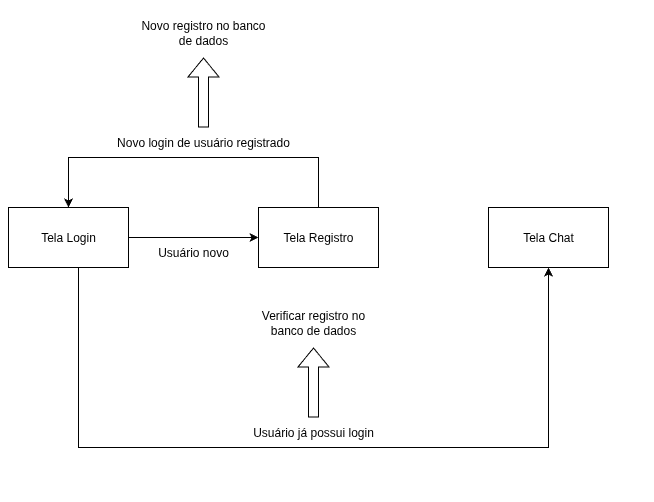 Novo registro no banco
de dados
Novo login de usuário registrado
Tela Login
Usuário novo
Tela Registro
Tela Chat
Verificar registro no
banco de dados
Usuário já possui login